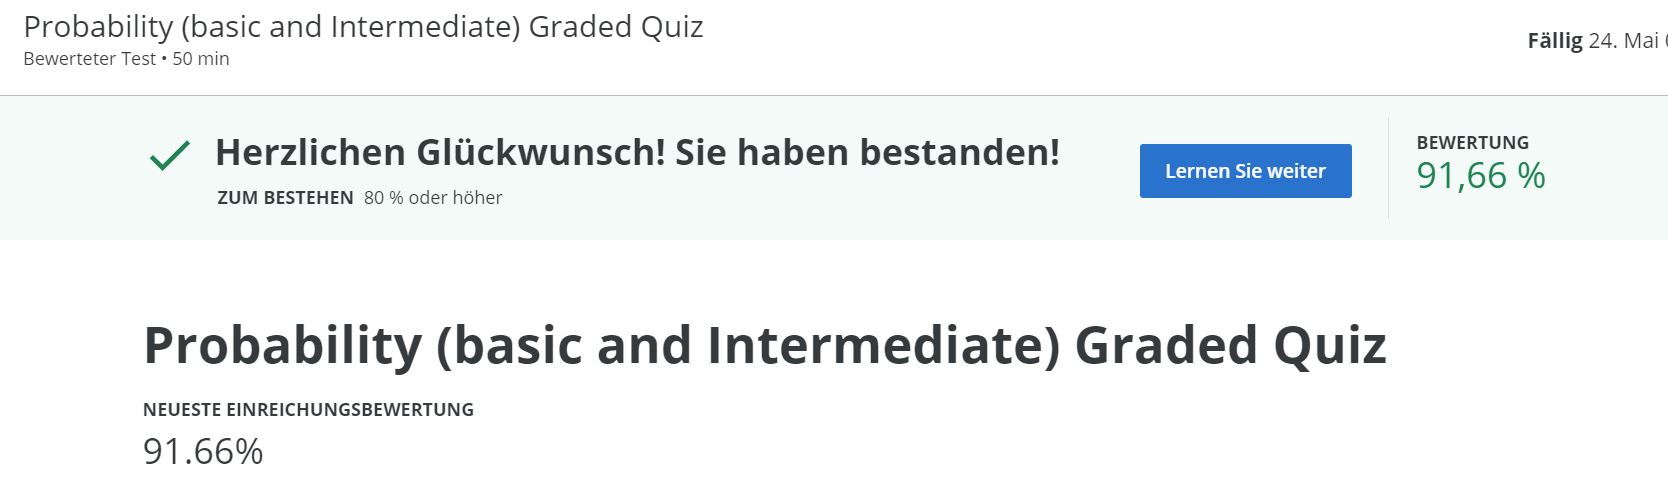 Probability (basic and Intermediate) Graded Quiz
Bewerteter Test • 50 min
Fällig 24. Mai
Herzlichen Glückwunsch! Sie haben bestanden!
ZUM BESTEHEN 80 % oder höher
Lernen Sie weiter
BEWERTUNG
91,66 %
Probability (basic and Intermediate) Graded Quiz
NEUESTE EINREICHUNGSBEWERTUNG
91.66%